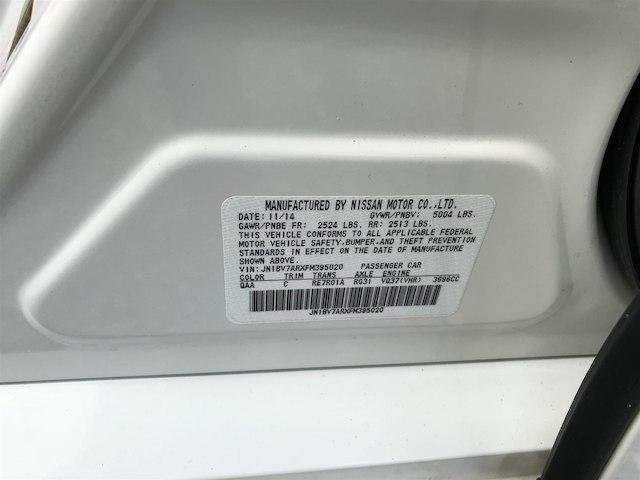 MANUFACTURED BY NISSAN MOTOR CO.,LTD.
DATE: 11/14 GVWR/PNBV: 5004 LBS.
GAWR/PNBE FR: 2524 LBS. RR: 2513 LBS.
THIS VEHICLE CONFORMS TO ALL APPLICABLE FEDERAL
MOTOR VEHICLE SAFETY,BUMPER,AND THEFT PREVENTION
STANDARDS IN EFFECT ON THE DATE OF MANUFACTURE
SHOWN ABOVE.
VIN: JN1BV7ARXFM395020 PASSENGER CAR
COLOR TRIM TRANS AXLE ENGINE
QAA C RE7R01A RG31 VQ37(VHR) 3696CC
JN1BV7ARXFM395020